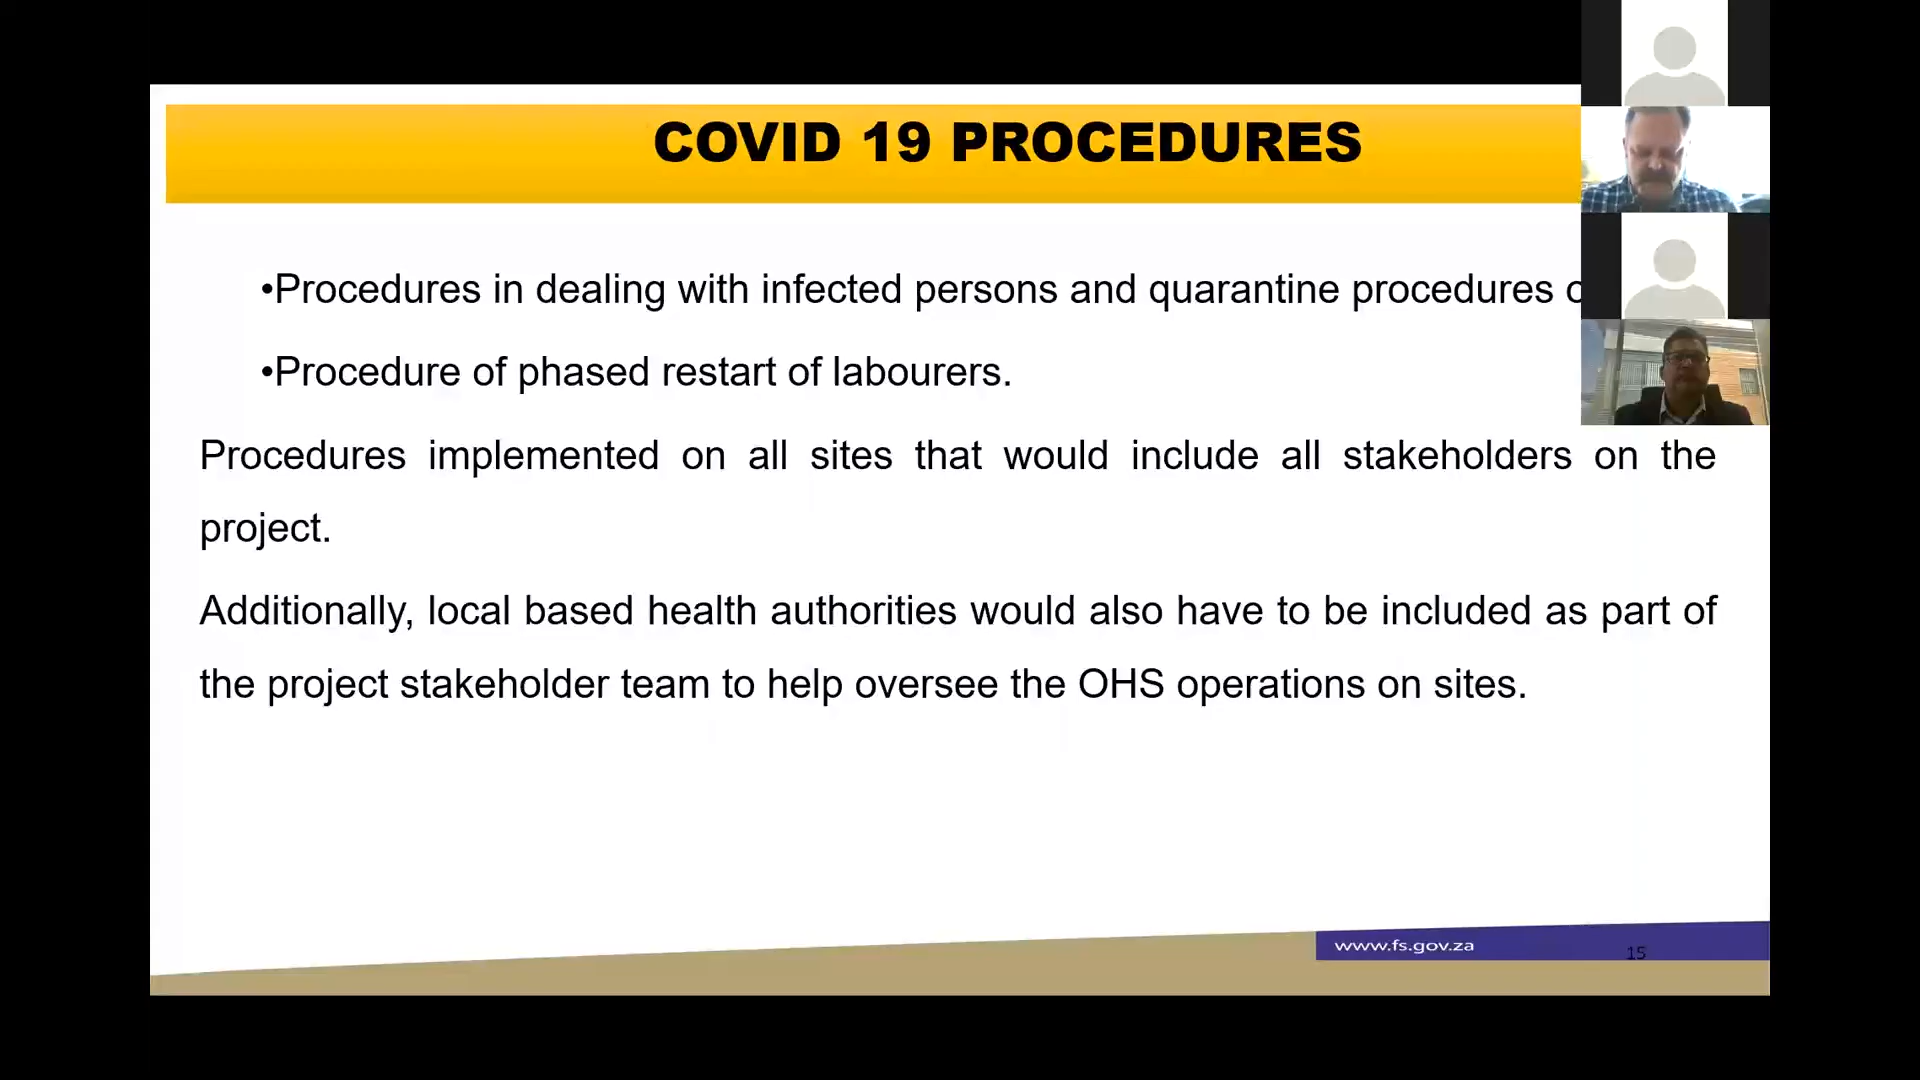 COVID 19 PROCEDURES
•Procedures in dealing with infected persons and quarantine procedures
•Procedure of phased restart of labourers.
Procedures implemented on all sites that would include all stakeholders on the
project.
Additionally, local based health authorities would also have to be included as part of
the project stakeholder team to help oversee the OHS operations on sites.
www.fs.gov.za
15